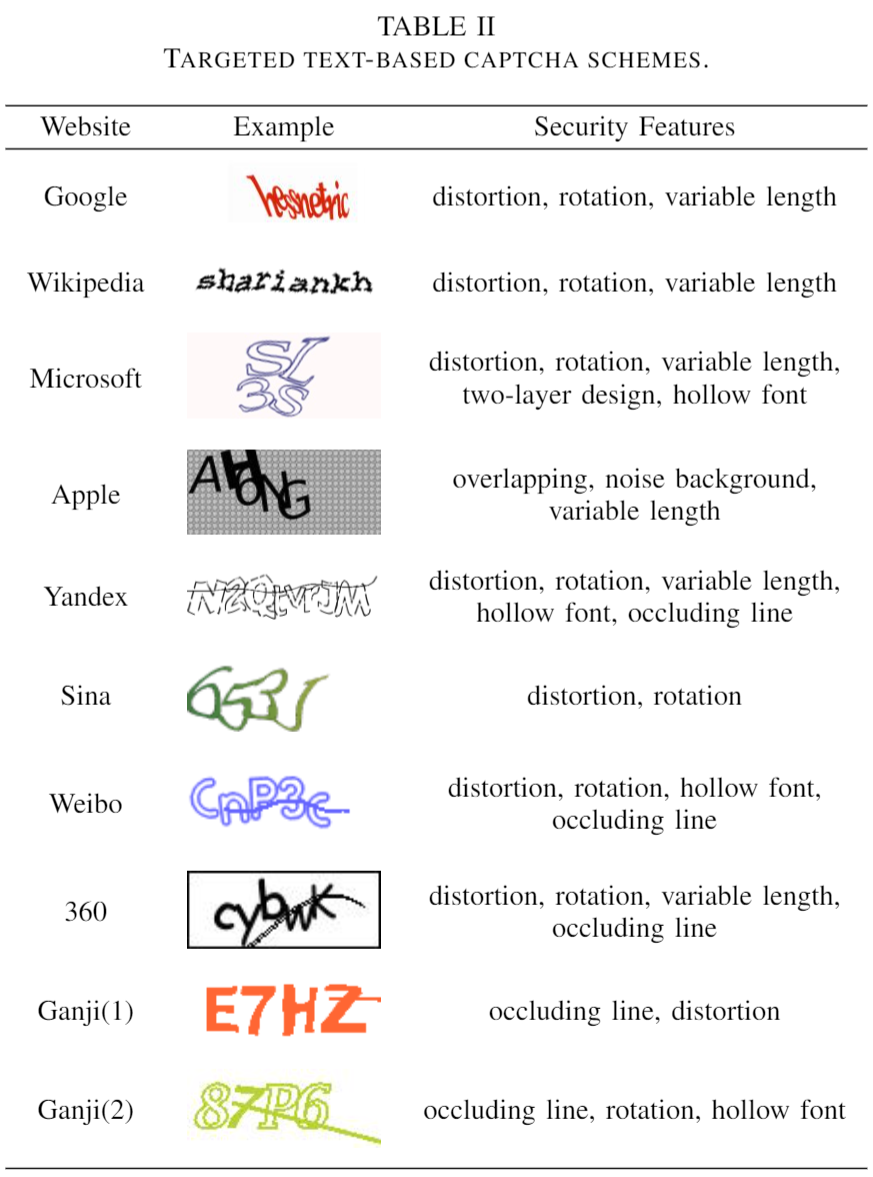 TABLE II
TARGETED TEXT-BASED CAPTCHA SCHEMES.
Website Example Security Features
Google hessnetric distortion, rotation, variable length
Wikipedia shariankh distortion, rotation, variable length
Microsoft distortion, rotation, variable length,
SL
3S
two-layer design, hollow font
Apple AHONG overlapping, noise background,
variable length
Yandex distortion, rotation, variable length,
hollow font, occluding line
Sina distortion, rotation
Weibo CnP3c distortion, rotation, hollow font,
occluding line
360 cybwk distortion, rotation, variable length,
occluding line
Ganji(1) E7HZ occluding line, distortion
Ganji(2) 87P6 occluding line, rotation, hollow font